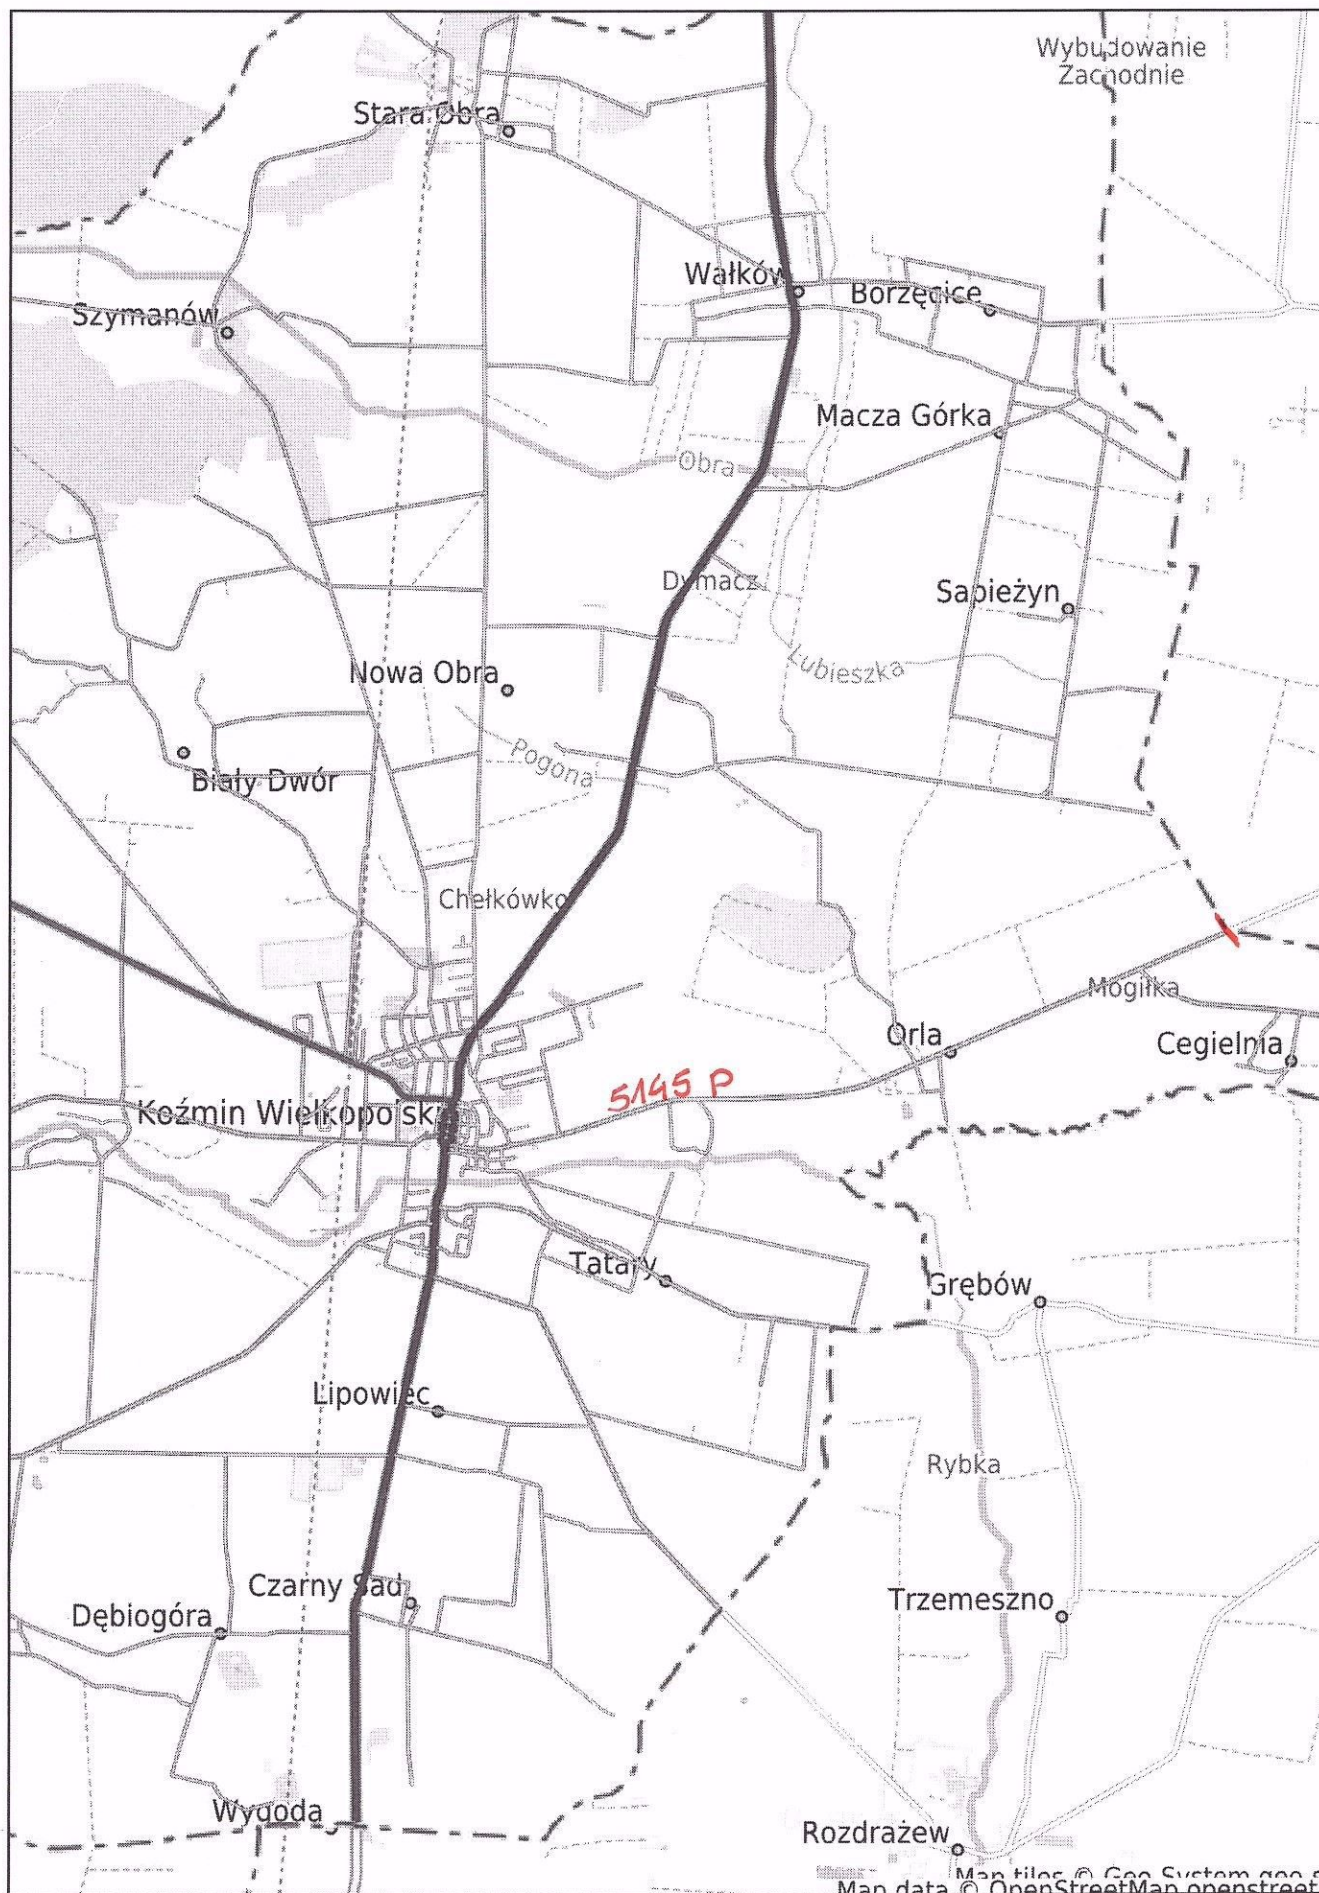 Wybudowanie
Zachodnie
Stara Obra
Wałków
Borzęcice
Szymanów
Macza Górka
Obra
Dymacz
Sapieżyn
Lubieszka
Nowa Obra
Pogona
Biały Dwór
Chełkówko
Mogiłka
Orla
Cegielnia
5145 P
Koźmin Wielkopolski
Tatary
Grębów
Lipowiec
Rybka
Czarny Sad
Trzemeszno
Dębiogóra
Wygoda
Rozdrażew
Map tiles © Geo-System geo-s
Map data © OpenStreetMap openstreet